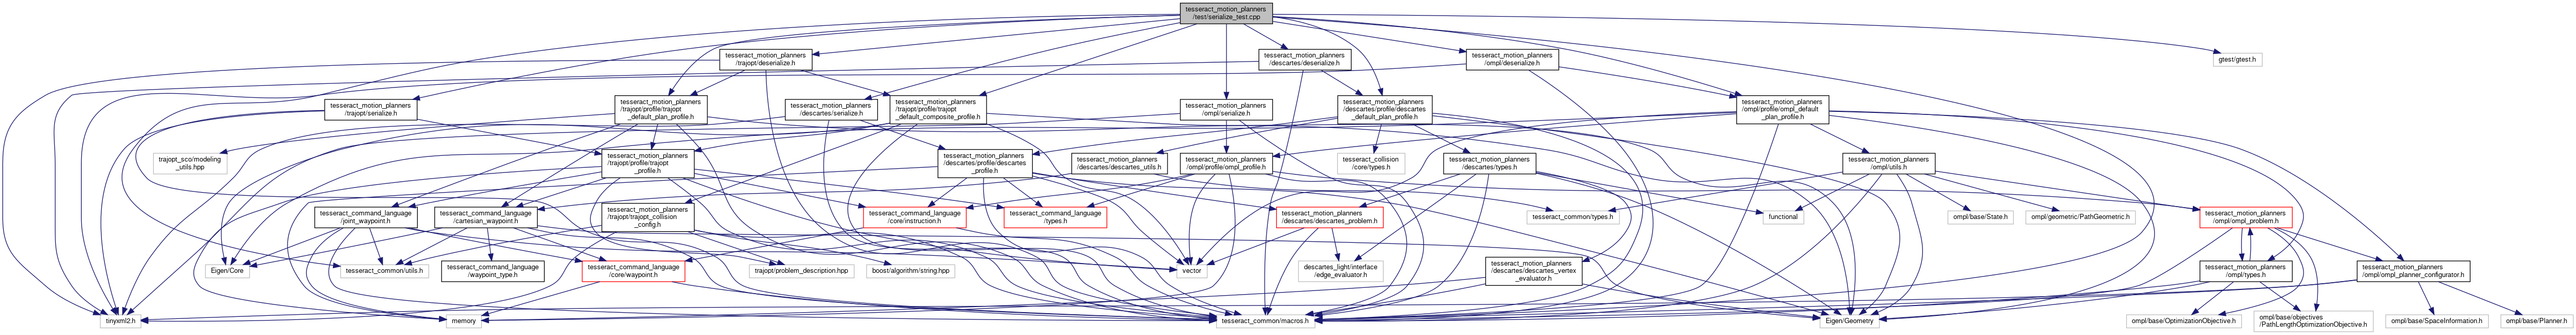 tesseract_motion_planners
/test/serialize_test.cpp
tesseract_motion_planners
/trajopt/deserialize.h
tesseract_motion_planners
/descartes/deserialize.h
tesseract_motion_planners
/ompl/deserialize.h
gtest/gtest.h
tesseract_motion_planners
/trajopt/serialize.h
tesseract_motion_planners
/trajopt/profile/trajopt
_default_plan_profile.h
tesseract_motion_planners
/descartes/serialize.h
tesseract_motion_planners
/trajopt/profile/trajopt
_default_composite_profile.h
tesseract_motion_planners
/ompl/serialize.h
tesseract_motion_planners
/descartes/profile/descartes
_default_plan_profile.h
tesseract_motion_planners
/ompl/profile/ompl_default
_plan_profile.h
trajopt_sco/modeling
_utils.hpp
tesseract_motion_planners
/trajopt/profile/trajopt
_profile.h
tesseract_motion_planners
/descartes/profile/descartes
_profile.h
tesseract_motion_planners
/descartes/descartes_utils.h
tesseract_motion_planners
/ompl/profile/ompl_profile.h
tesseract_collision
/core/types.h
tesseract_motion_planners
/descartes/types.h
tesseract_motion_planners
/ompl/utils.h
tesseract_command_language
/joint_waypoint.h
tesseract_command_language
/cartesian_waypoint.h
tesseract_motion_planners
/trajopt/trajopt_collision
_config.h
tesseract_command_language
/core/instruction.h
tesseract_command_language
/types.h
tesseract_motion_planners
/descartes/descartes_problem.h
tesseract_common/types.h
functional
ompl/base/State.h
ompl/geometric/PathGeometric.h
tesseract_motion_planners
/ompl/ompl_problem.h
Eigen/Core
tesseract_common/utils.h
tesseract_command_language
/waypoint_type.h
tesseract_command_language
/core/waypoint.h
trajopt/problem_description.hpp
boost/algorithm/string.hpp
vector
descartes_light/interface
/edge_evaluator.h
tesseract_motion_planners
/descartes/descartes_vertex
_evaluator.h
tesseract_motion_planners
/ompl/types.h
tesseract_motion_planners
/ompl/ompl_planner_configurator.h
tinyxml2.h
memory
tesseract_common/macros.h
Eigen/Geometry
ompl/base/OptimizationObjective.h
ompl/base/objectives
/PathLengthOptimizationObjective.h
ompl/base/SpaceInformation.h
ompl/base/Planner.h